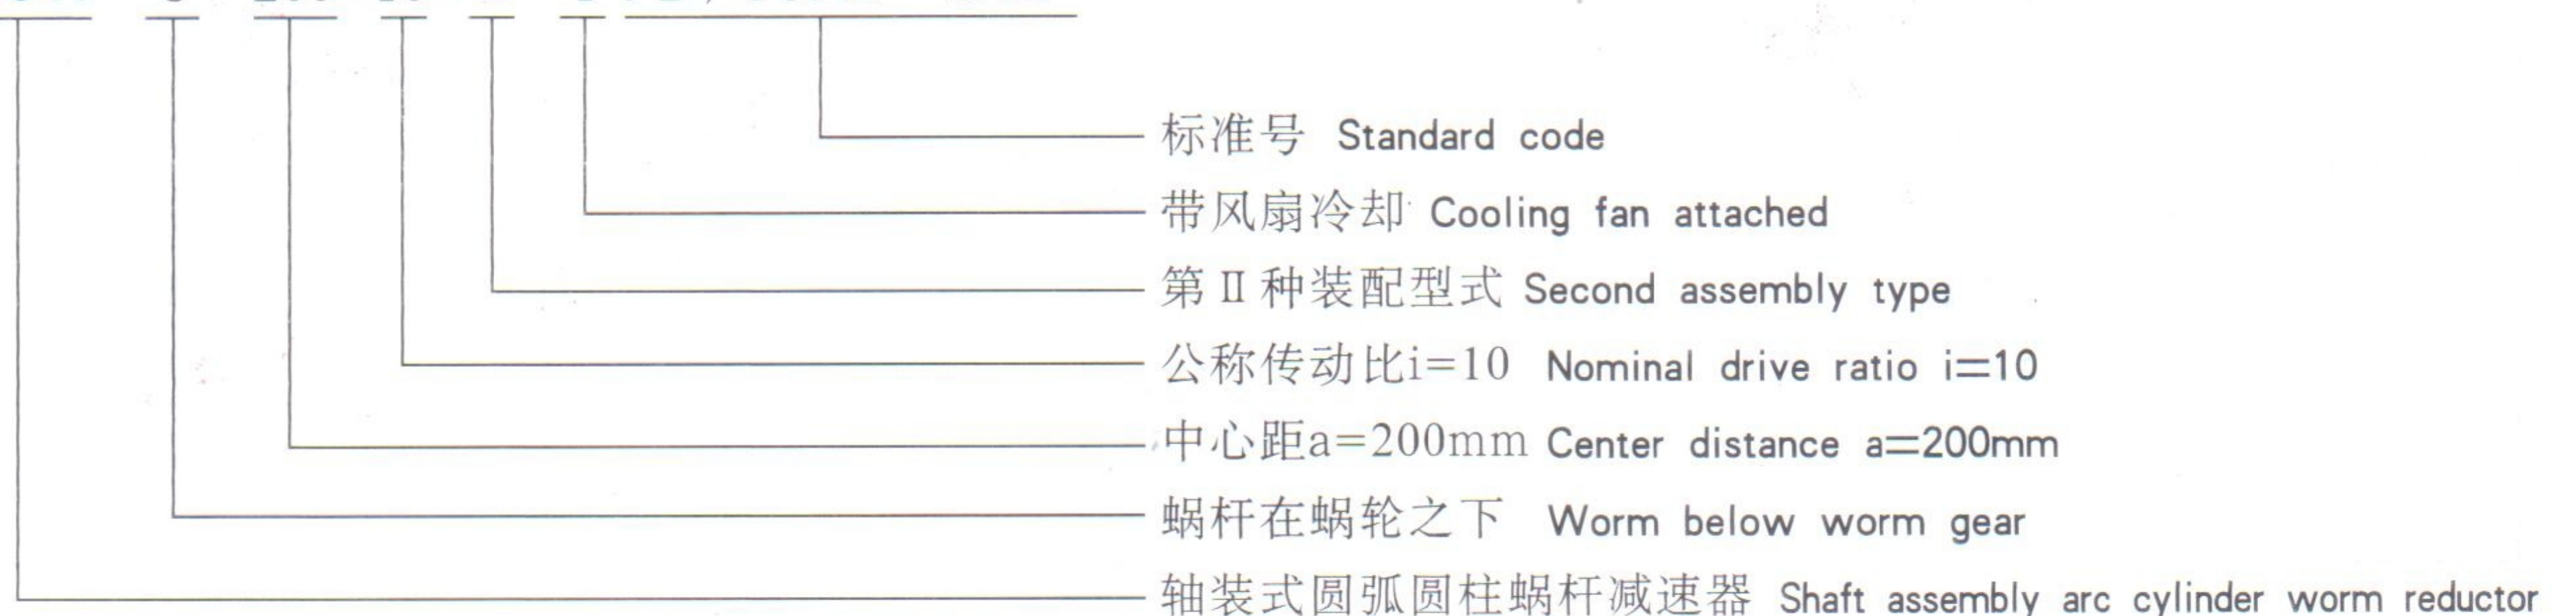 标准号 Standard code
带风扇冷却 Cooling fan attached
第Ⅱ种装配型式 Second assembly type
公称传动比i=10 Nominal drive ratio i=10
中心距a=200mm Center distance a=200mm
蜗杆在蜗轮之下 Worm below worm gear
轴装式圆弧圆柱蜗杆减速器 Shaft assembly arc cylinder worm reductor